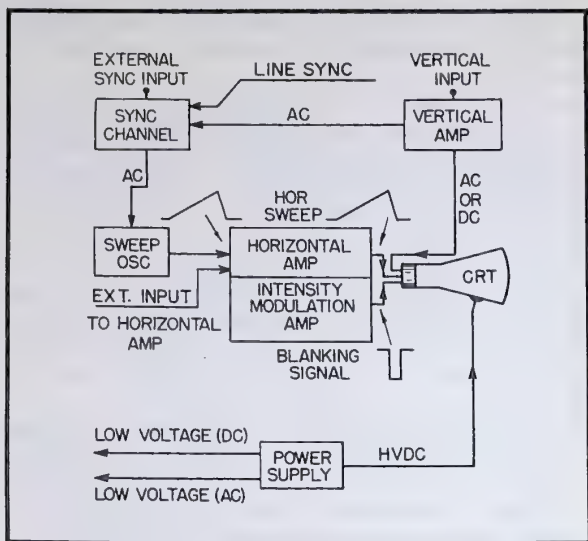 EXTERNAL
SYNC INPUT
LINE SYNC
VERTICAL
INPUT
SYNC
CHANNEL
AC
VERTICAL
AMP
AC
AC
OR
DC
HOR
SWEEP
SWEEP
OSC
HORIZONTAL
AMP
CRT
EXT. INPUT
TO HORIZONTAL
AMP
INTENSITY
MODULATION
AMP
BLANKING
SIGNAL
LOW VOLTAGE (DC)
POWER
SUPPLY
HVDC
LOW VOLTAGE (AC)